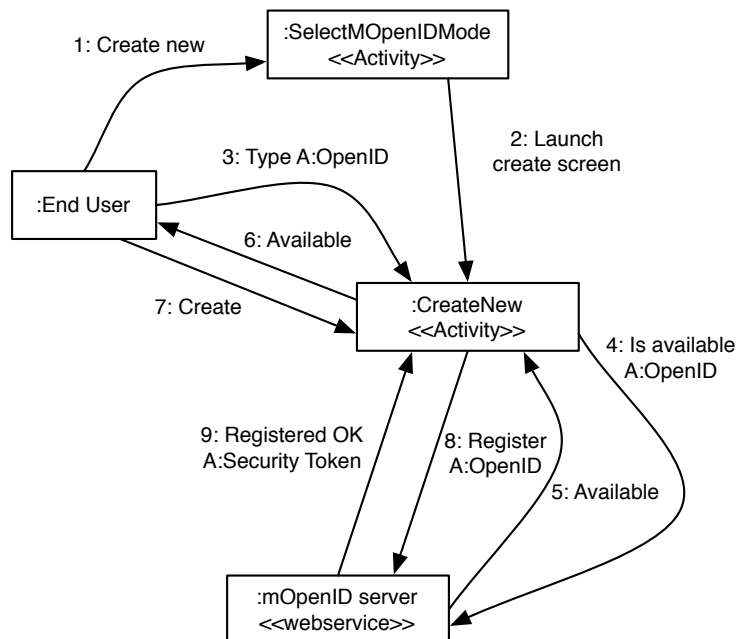 :SelectMOpenIDMode
<<Activity>>
1: Create new
2: Launch
create screen
3: Type A:OpenID
:End User
6: Available
7: Create
:CreateNew
<<Activity>>
4: Is available
A:OpenID
9: Registered OK
A:Security Token
8: Register
A:OpenID
5: Available
:mOpenID server
<<webservice>>